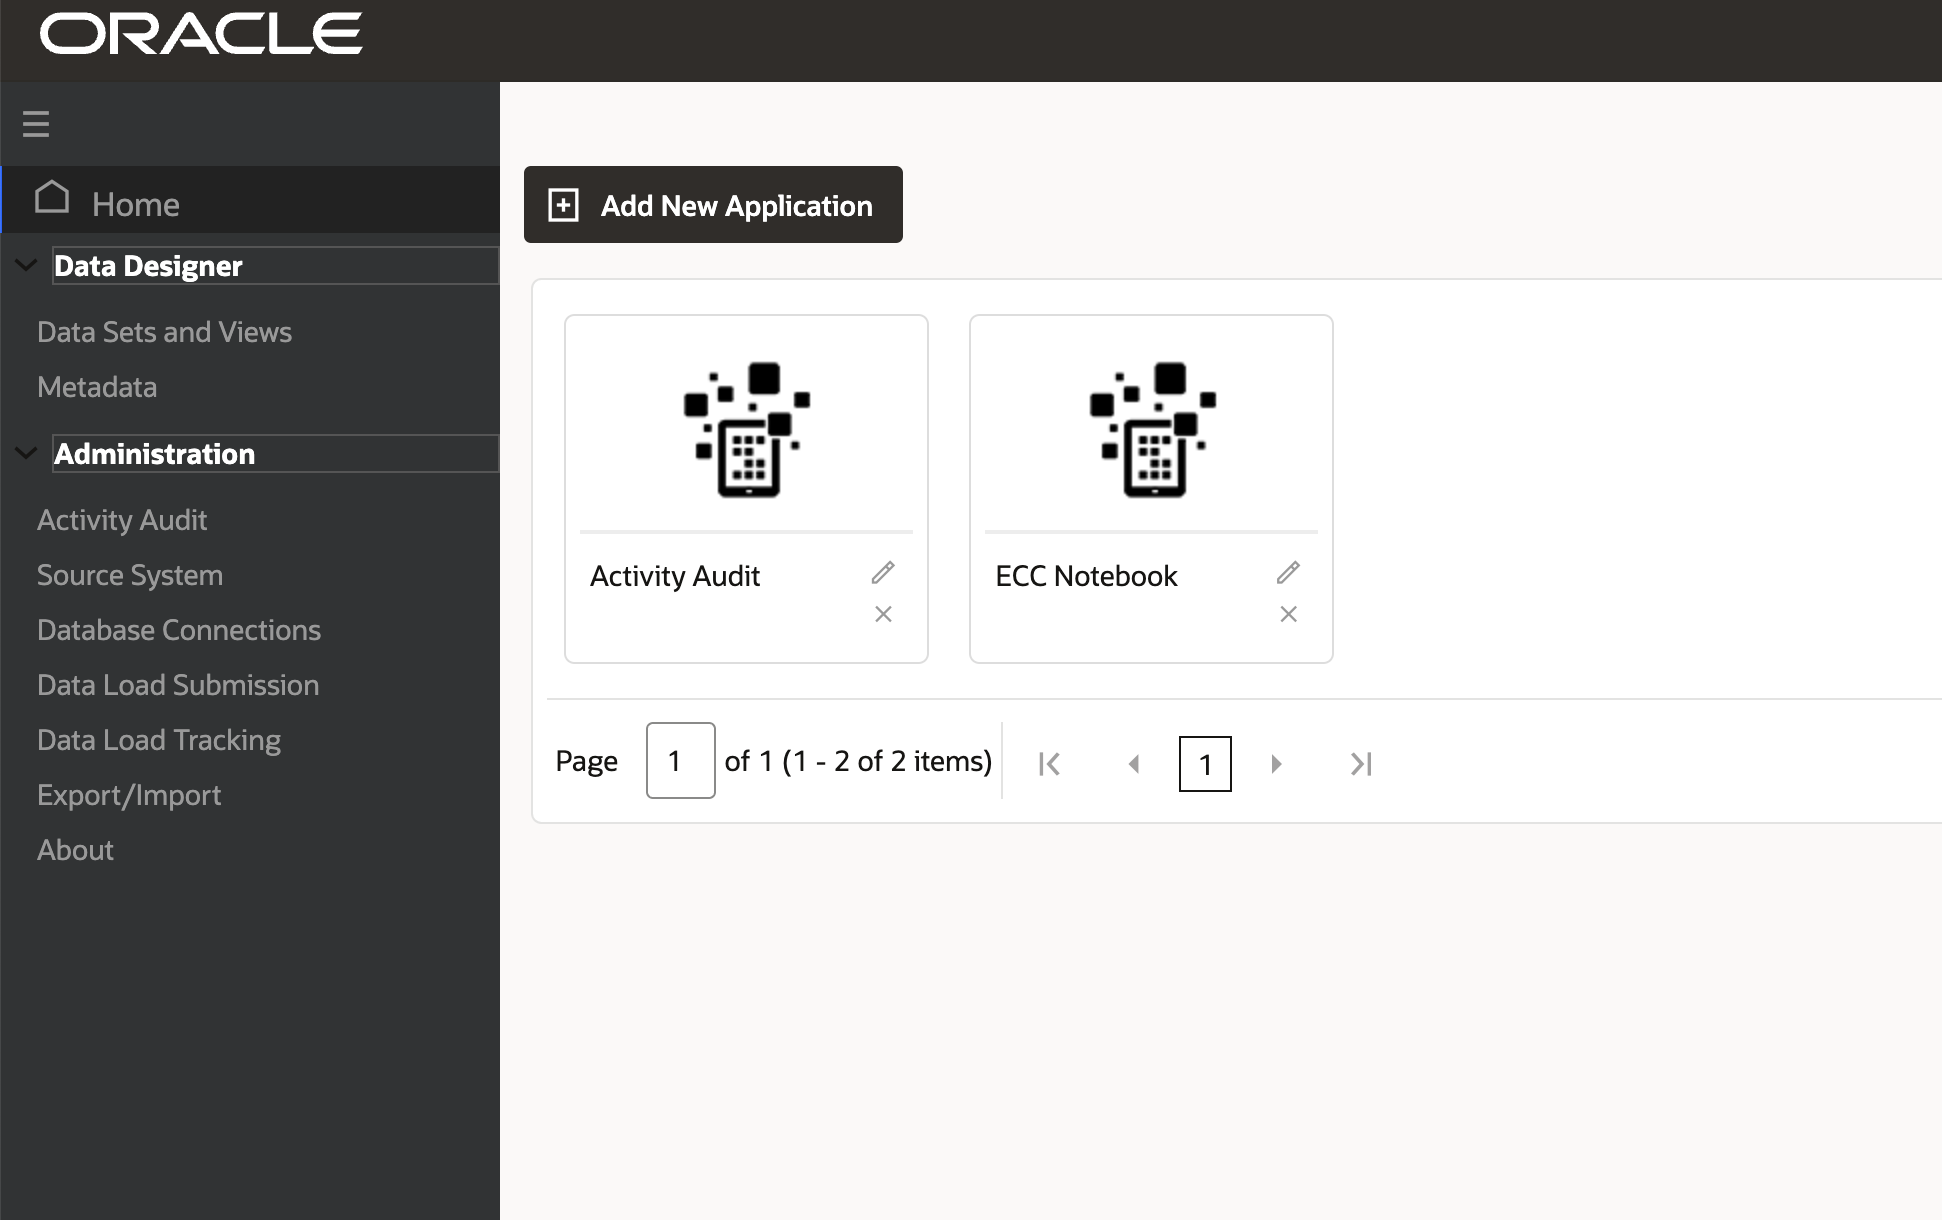 ORACLE
Home
Data Designer
Data Sets and Views
Metadata
Administration
Activity Audit
Source System
Database Connections
Data Load Submission
Data Load Tracking
Export/Import
About
Add New Application
Activity Audit
ECC Notebook
Page 1 of 1 (1 - 2 of 2 items) 1